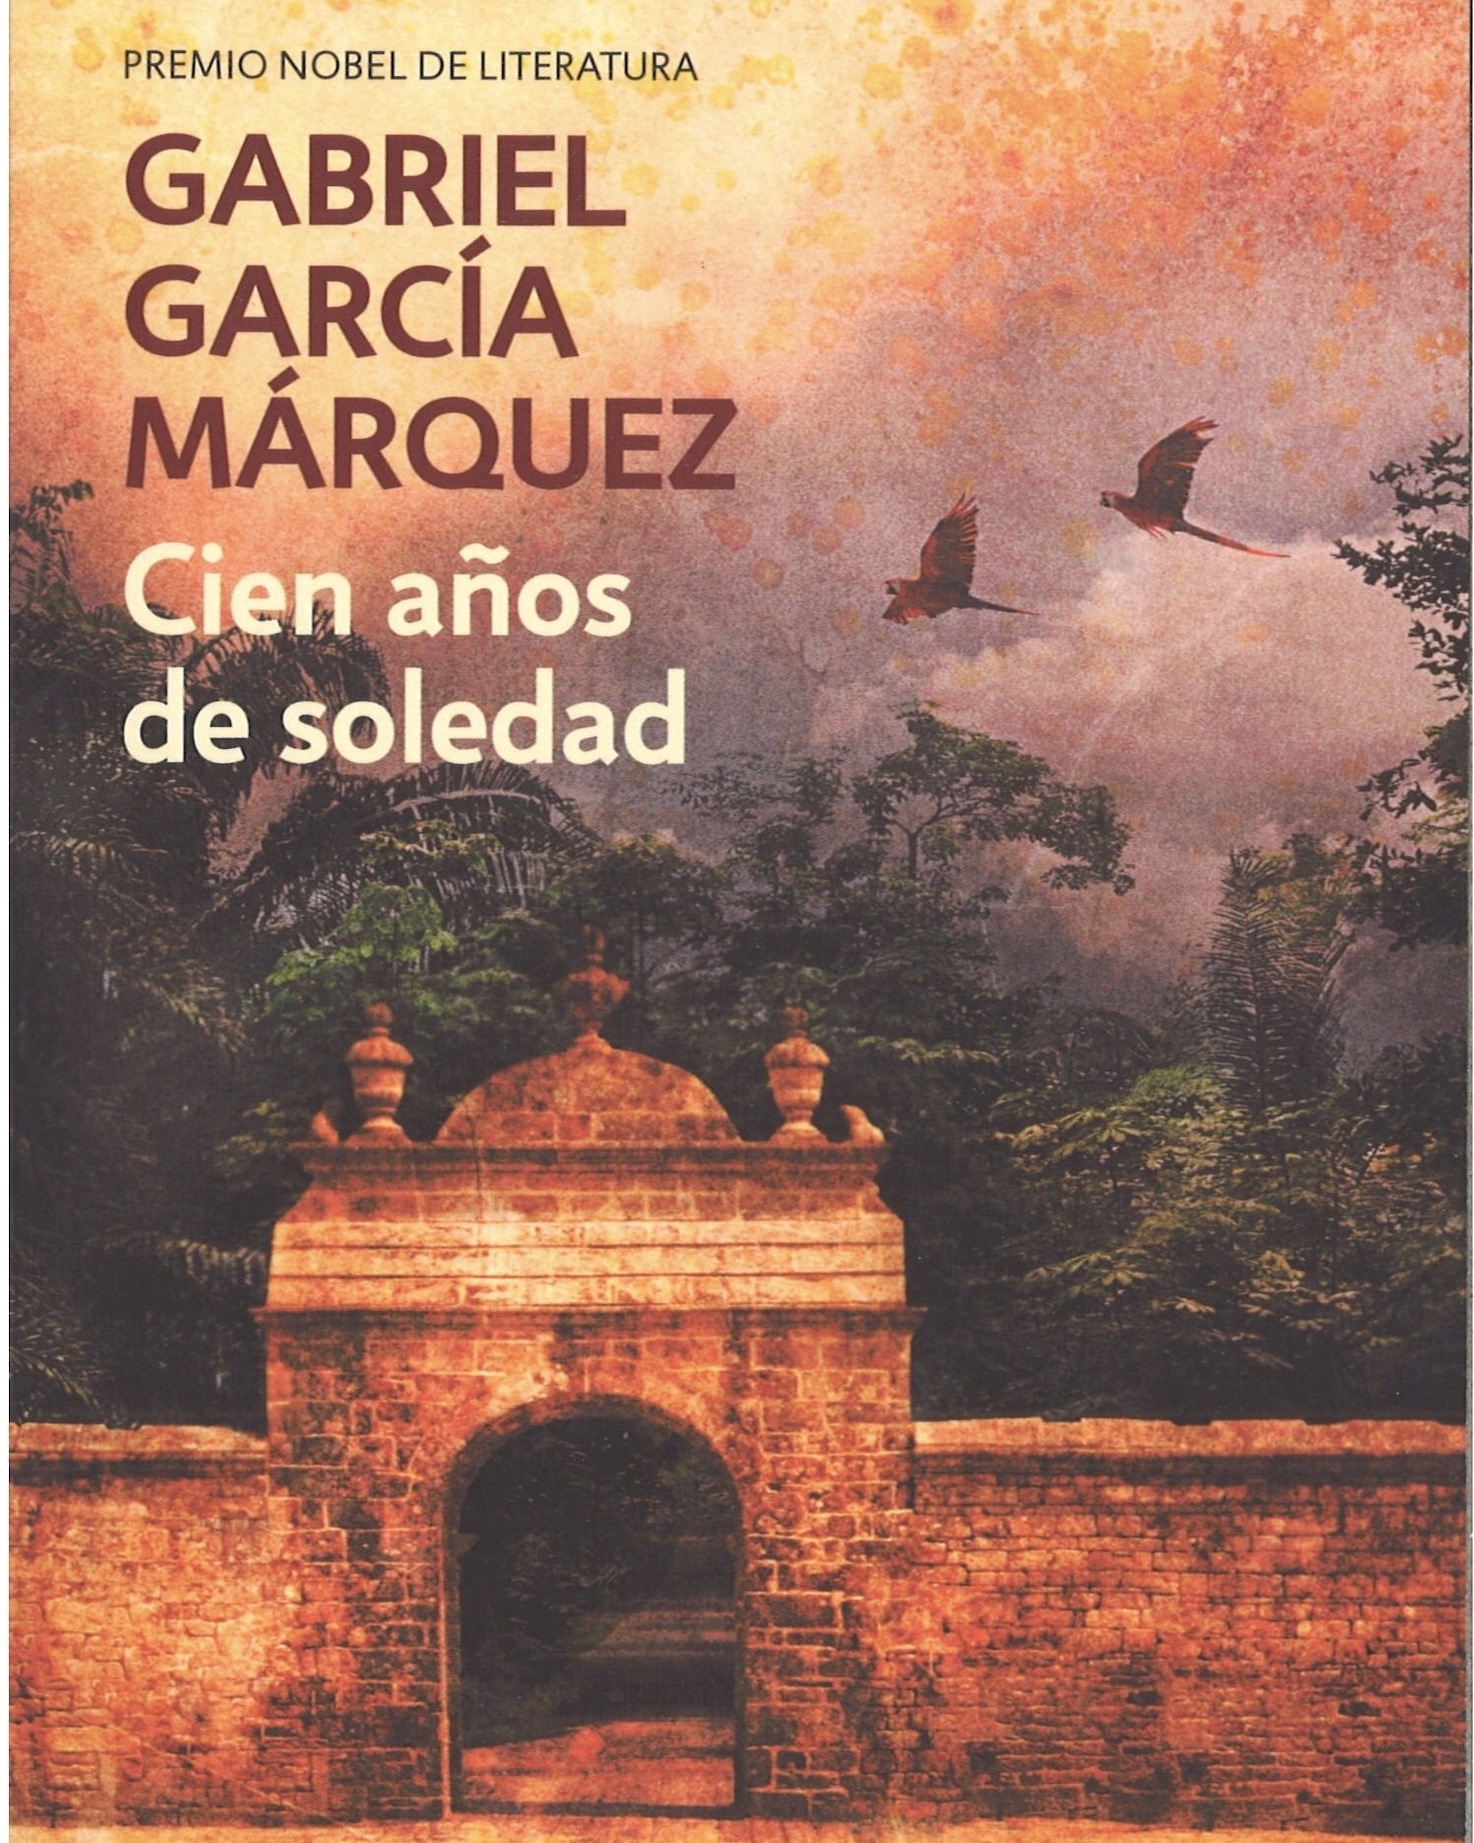 PREMIO NOBEL DE LITERATURA
GABRIEL
GARCÍA
MÁRQUEZ
Cien años
de soledad